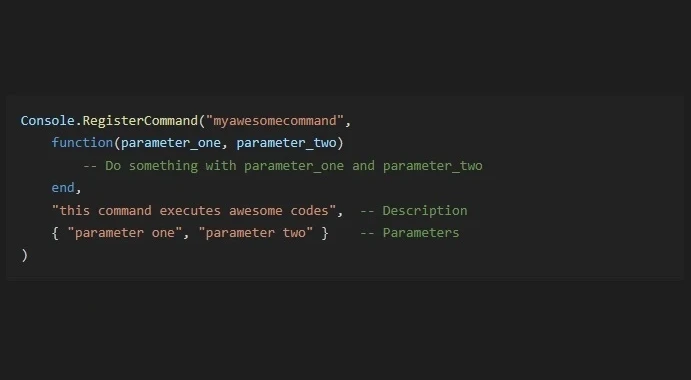 Console.RegisterCommand("myawesomecommand",
    function(parameter_one, parameter_two)
        -- Do something with parameter_one and parameter_two
    end,
    "this command executes awesome codes",  -- Description
    { "parameter one", "parameter two" }    -- Parameters
)